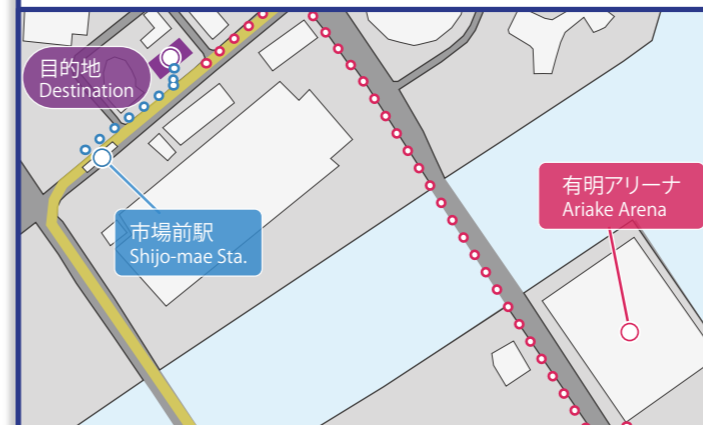 目的地
Destination
市場前駅
Shijo-mae Sta.
有明アリーナ
Ariake Arena